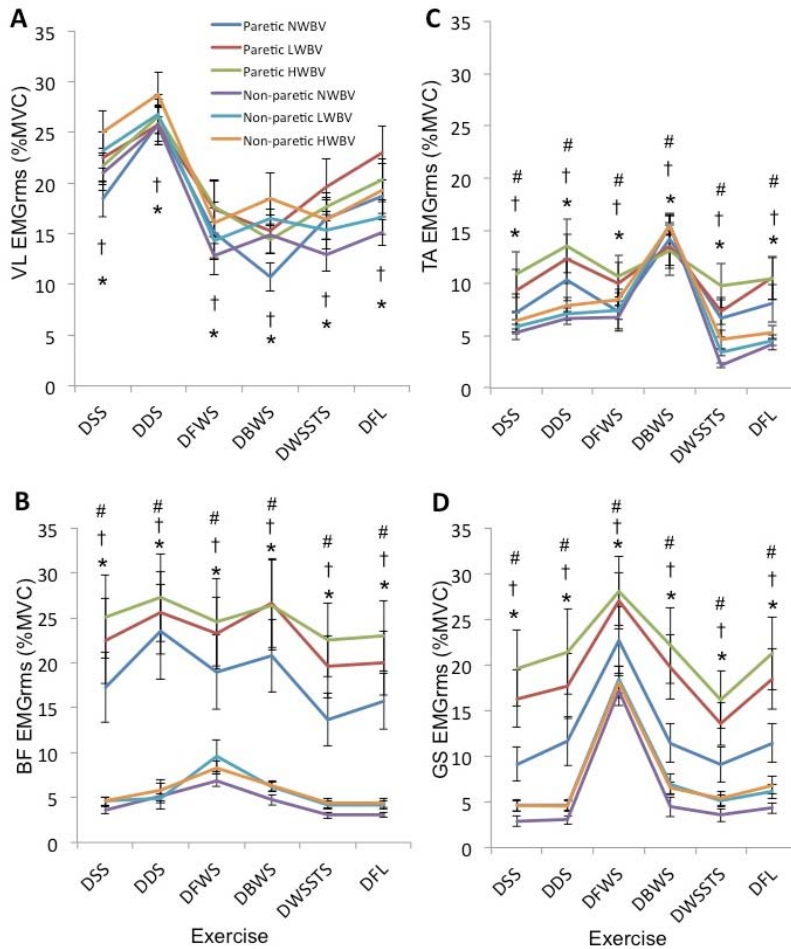 A
VL EMGrms (%MVC)
35
30
25
20
15
10
5
0
Paretic NWBV
Paretic LWBV
Paretic HWBV
Non-paretic NWBV
Non-paretic LWBV
Non-paretic HWBV
†
*
†
*
†
*
†
*
†
*
†
*
DSS
DDS
DFWS
DBWS
DWSSTS
DFL
C
TA EMGrms (%MVC)
35
30
25
20
15
10
5
0
#
†
*
#
†
*
#
†
*
#
†
*
#
†
*
#
†
*
DSS
DDS
DFWS
DBWS
DWSSTS
DFL
B
BF EMGrms (%MVC)
35
30
25
20
15
10
5
0
#
†
*
#
†
*
#
†
*
#
†
*
#
†
*
#
†
*
DSS
DDS
DFWS
DBWS
DWSSTS
DFL
Exercise
D
GS EMGrms (%MVC)
35
30
25
20
15
10
5
0
#
†
*
#
†
*
#
†
*
#
†
*
#
†
*
#
†
*
DSS
DDS
DFWS
DBWS
DWSSTS
DFL
Exercise